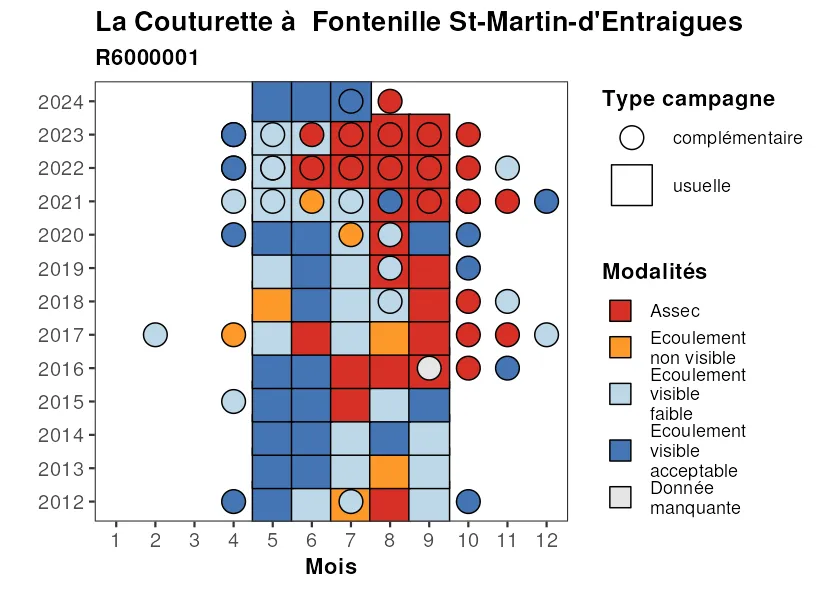 La Couturette à  Fontenille St-Martin-d'Entraigues
R6000001
2024
2023
2022
2021
2020
2019
2018
2017
2016
2015
2014
2013
2012
1 2 3 4 5 6 7 8 9 10 11 12
Mois
Type campagne
complémentaire
usuelle
Modalités
Assec
Ecoulement
non visible
Ecoulement
visible
faible
Ecoulement
visible
acceptable
Donnée
manquante